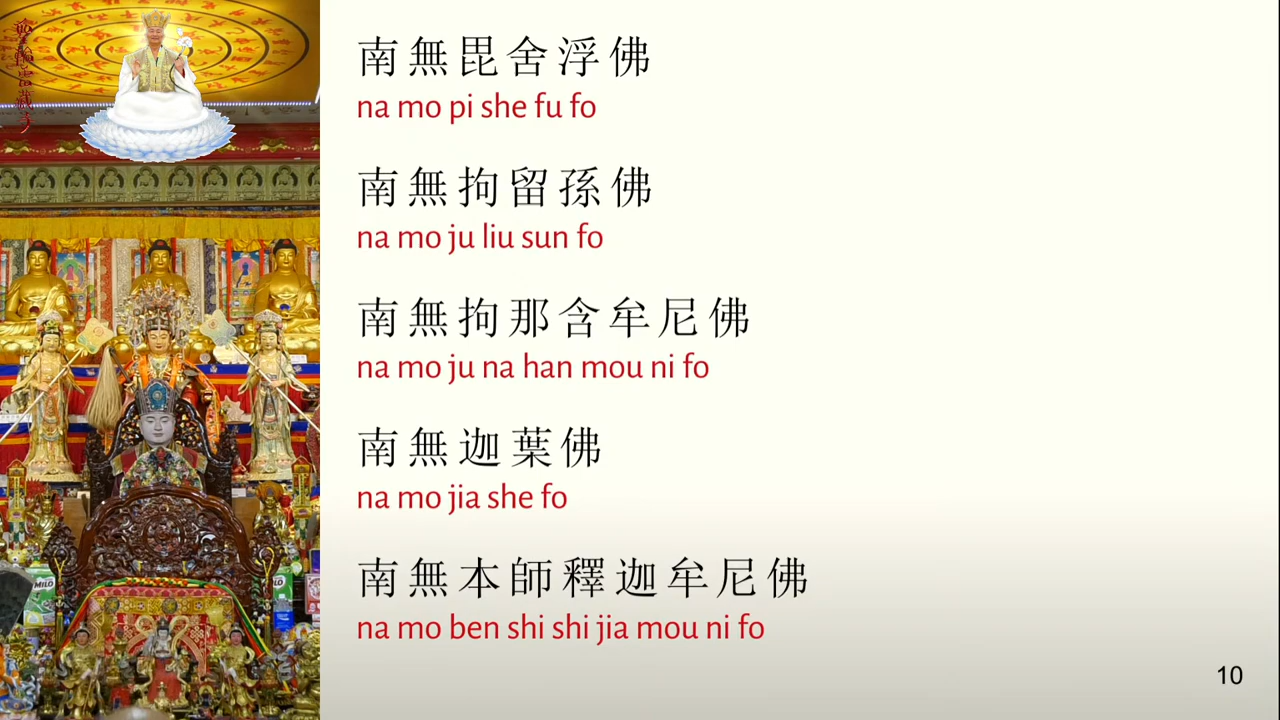 南無毘舍浮佛
na mo pi she fu fo
南無拘留孫佛
na mo ju liu sun fo
南無拘那含牟尼佛
na mo ju na han mou ni fo
南無迦葉佛
na mo jia she fo
南無本師釋迦牟尼佛
na mo ben shi shi jia mou ni fo
10
MILO